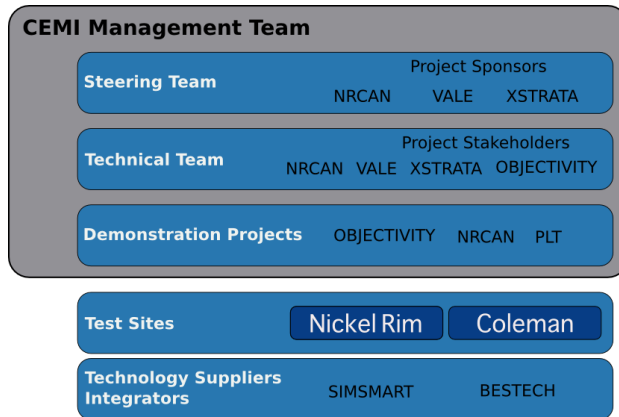 CEMI Management Team
Project Sponsors
Steering Team
NRCAN VALE XSTRATA
Project Stakeholders
Technical Team
NRCAN VALE XSTRATA OBJECTIVITY
Demonstration Projects OBJECTIVITY NRCAN PLT
Test Sites Nickel Rim Coleman
Technology Suppliers
Integrators SIMSMART BESTECH